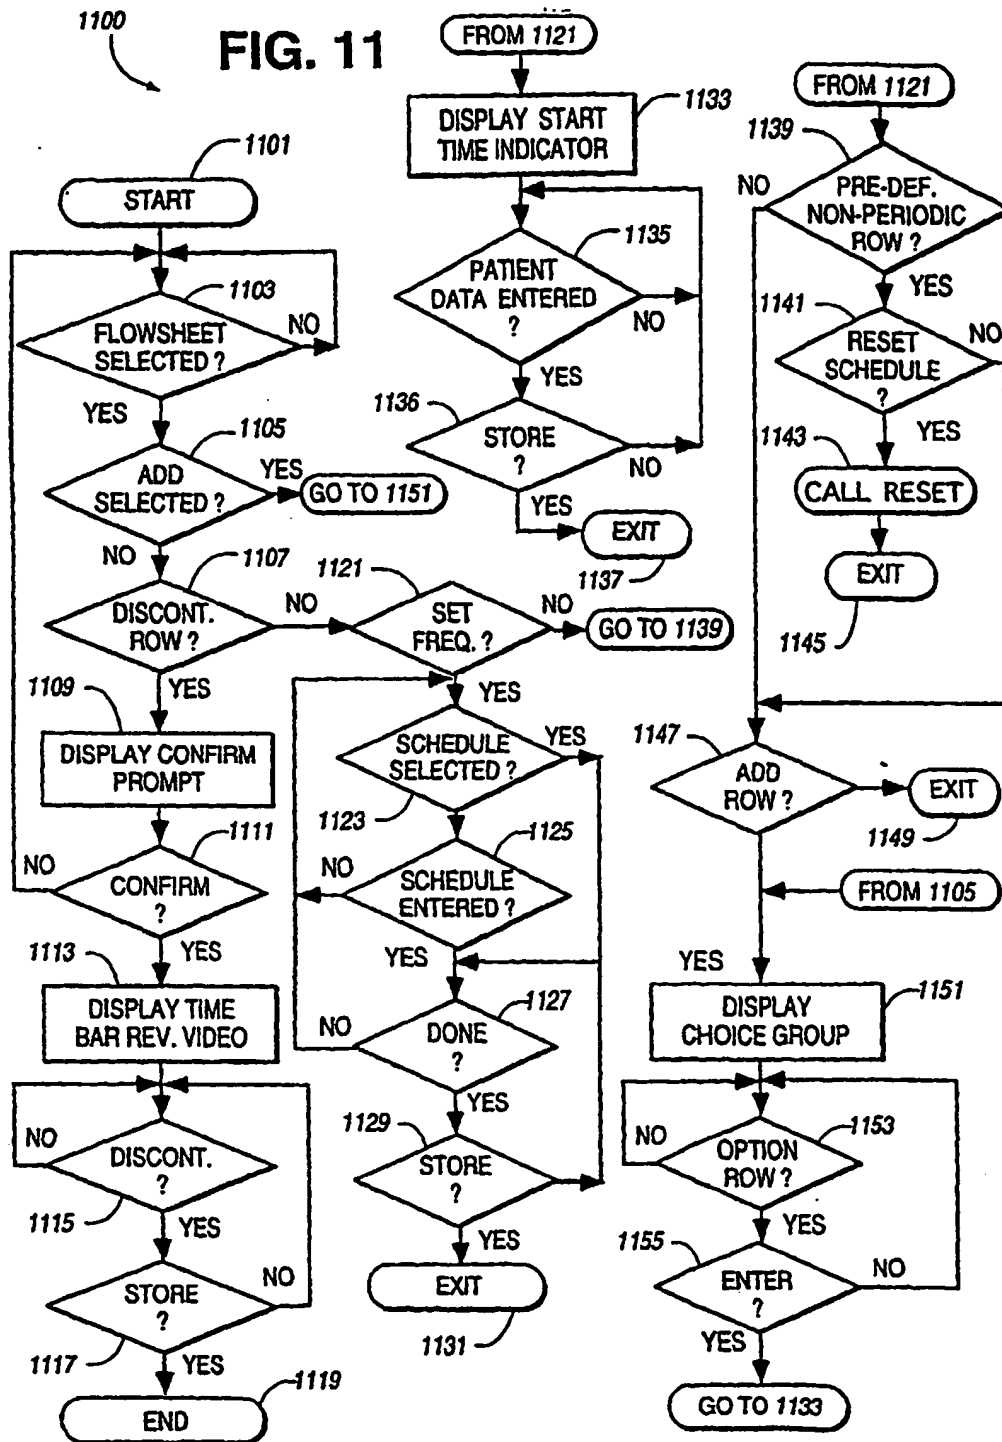 1100
FIG. 11
1101
START
1103
FLOWSHEET
SELECTED ?
NO
YES
1105
ADD
SELECTED ?
YES
GO TO 1151
NO
1107
DISCONT.
ROW ?
NO
YES
1109
DISPLAY CONFIRM
PROMPT
1111
NO
CONFIRM
?
YES
1113
DISPLAY TIME
BAR REV. VIDEO
NO
DISCONT.
?
1115
YES
STORE
?
NO
1117
YES
1119
END
FROM 1121
1133
DISPLAY START
TIME INDICATOR
1135
PATIENT
DATA ENTERED
?
NO
YES
1136
STORE
?
NO
YES
EXIT
1137
1121
SET
FREQ. ?
NO
GO TO 1139
YES
SCHEDULE
SELECTED ?
YES
1123
1125
NO
SCHEDULE
ENTERED ?
YES
1127
NO
DONE
?
YES
1129
STORE
?
YES
EXIT
1131
FROM 1121
1139
NO
PRE-DEF.
NON-PERIODIC
ROW ?
YES
1141
RESET
SCHEDULE
?
NO
YES
1143
CALL RESET
EXIT
1145
1147
ADD
ROW ?
EXIT
1149
FROM 1105
YES
1151
DISPLAY
CHOICE GROUP
1153
NO
OPTION
ROW ?
YES
1155
ENTER
?
NO
YES
GO TO 1133